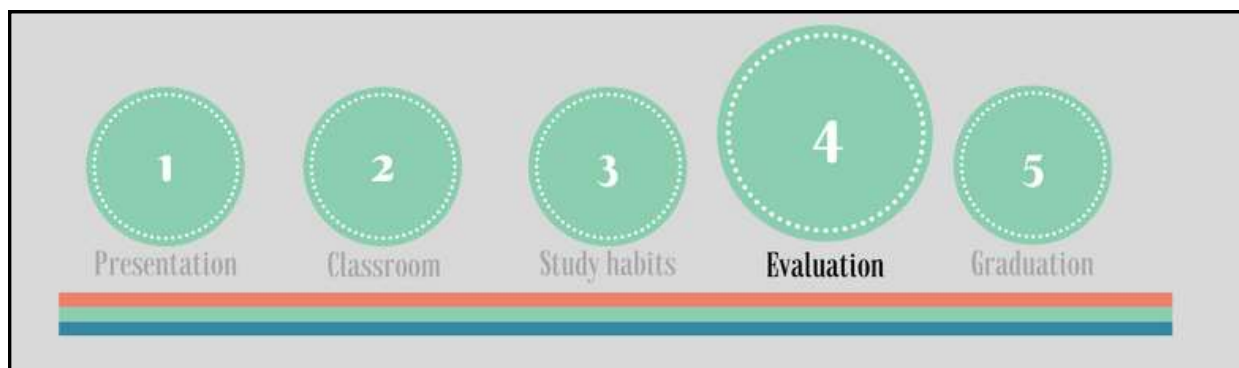 1
2
3
4
5
Presentation
Classroom
Study habits
Evaluation
Graduation